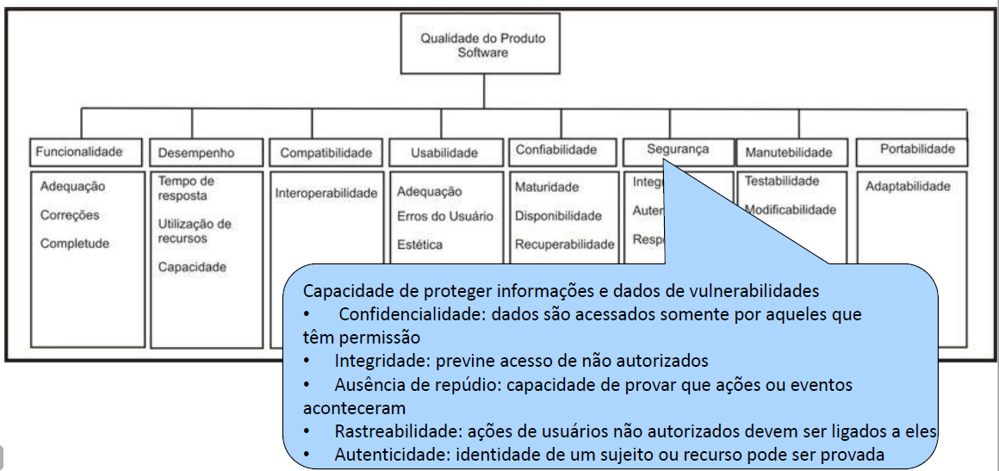 Qualidade do Produto
Software
Funcionalidade
Desempenho
Compatibilidade
Usabilidade
Confiabilidade
Segurança
Manutebilidade
Portabilidade
Adequação
Correções
Completude
Tempo de
resposta
Utilização de
recursos
Capacidade
Interoperabilidade
Adequação
Erros do Usuário
Estética
Maturidade
Disponibilidade
Recuperabilidade
Testabilidade
Modificabilidade
Adaptabilidade
Capacidade de proteger informações e dados de vulnerabilidades
• Confidencialidade: dados são acessados somente por aqueles que
têm permissão
• Integridade: previne acesso de não autorizados
• Ausência de repúdio: capacidade de provar que ações ou eventos
aconteceram
• Rastreabilidade: ações de usuários não autorizados devem ser ligados a eles
• Autenticidade: identidade de um sujeito ou recurso pode ser provada